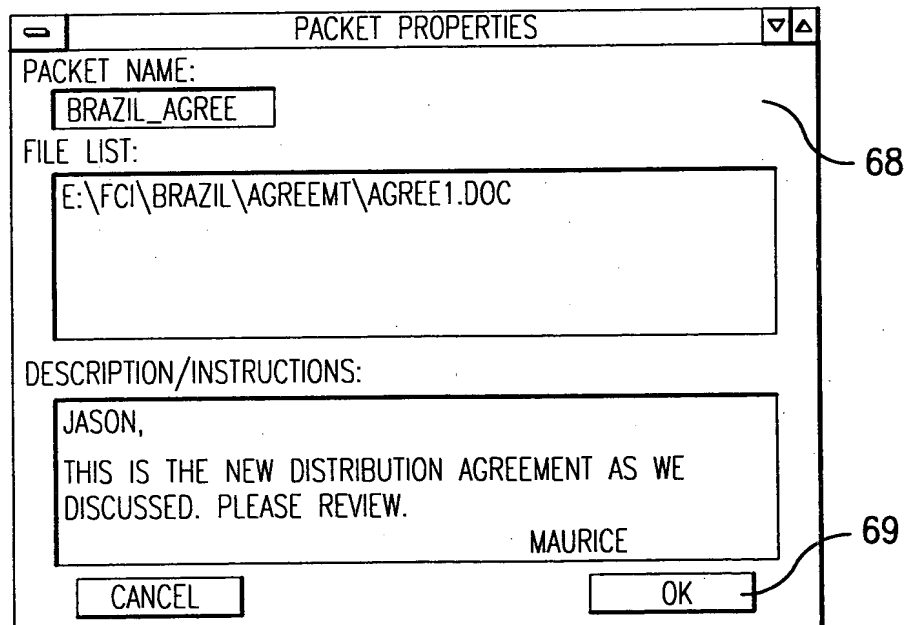 PACKET PROPERTIES
PACKET NAME:
BRAZIL_AGREE
68
FILE LIST:
E:\FCI\BRAZIL\AGREEMT\AGREE1.DOC
DESCRIPTION/INSTRUCTIONS:
JASON,
THIS IS THE NEW DISTRIBUTION AGREEMENT AS WE
DISCUSSED. PLEASE REVIEW.
MAURICE
69
CANCEL
OK